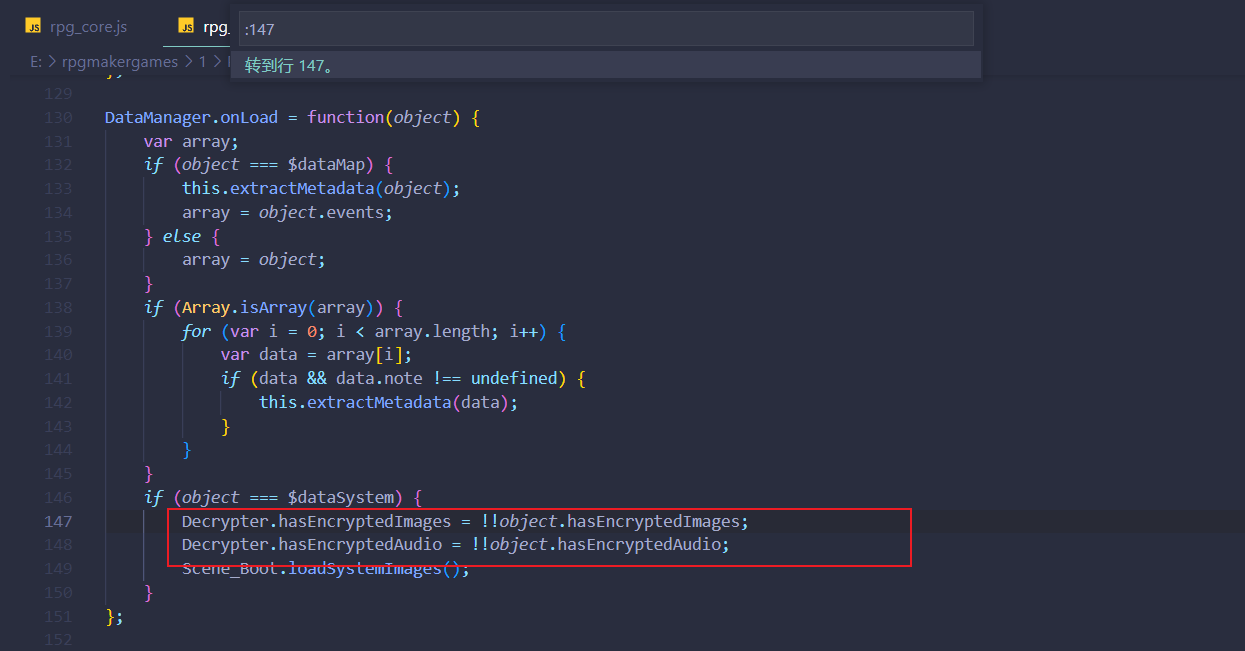 JS rpg_core.js
JS rpg_
:147
转到行 147。
E: > rpgmakergames > 1 >
129
130 DataManager.onLoad = function(object) {
131 var array;
132 if (object === $dataMap) {
133 this.extractMetadata(object);
134 array = object.events;
135 } else {
136 array = object;
137 }
138 if (Array.isArray(array)) {
139 for (var i = 0; i < array.length; i++) {
140 var data = array[i];
141 if (data && data.note !== undefined) {
142 this.extractMetadata(data);
143 }
144 }
145 }
146 if (object === $dataSystem) {
147 Decrypter.hasEncryptedImages = !!object.hasEncryptedImages;
148 Decrypter.hasEncryptedAudio = !!object.hasEncryptedAudio;
149 Scene_Boot.loadSystemImages();
150 }
151 };
152